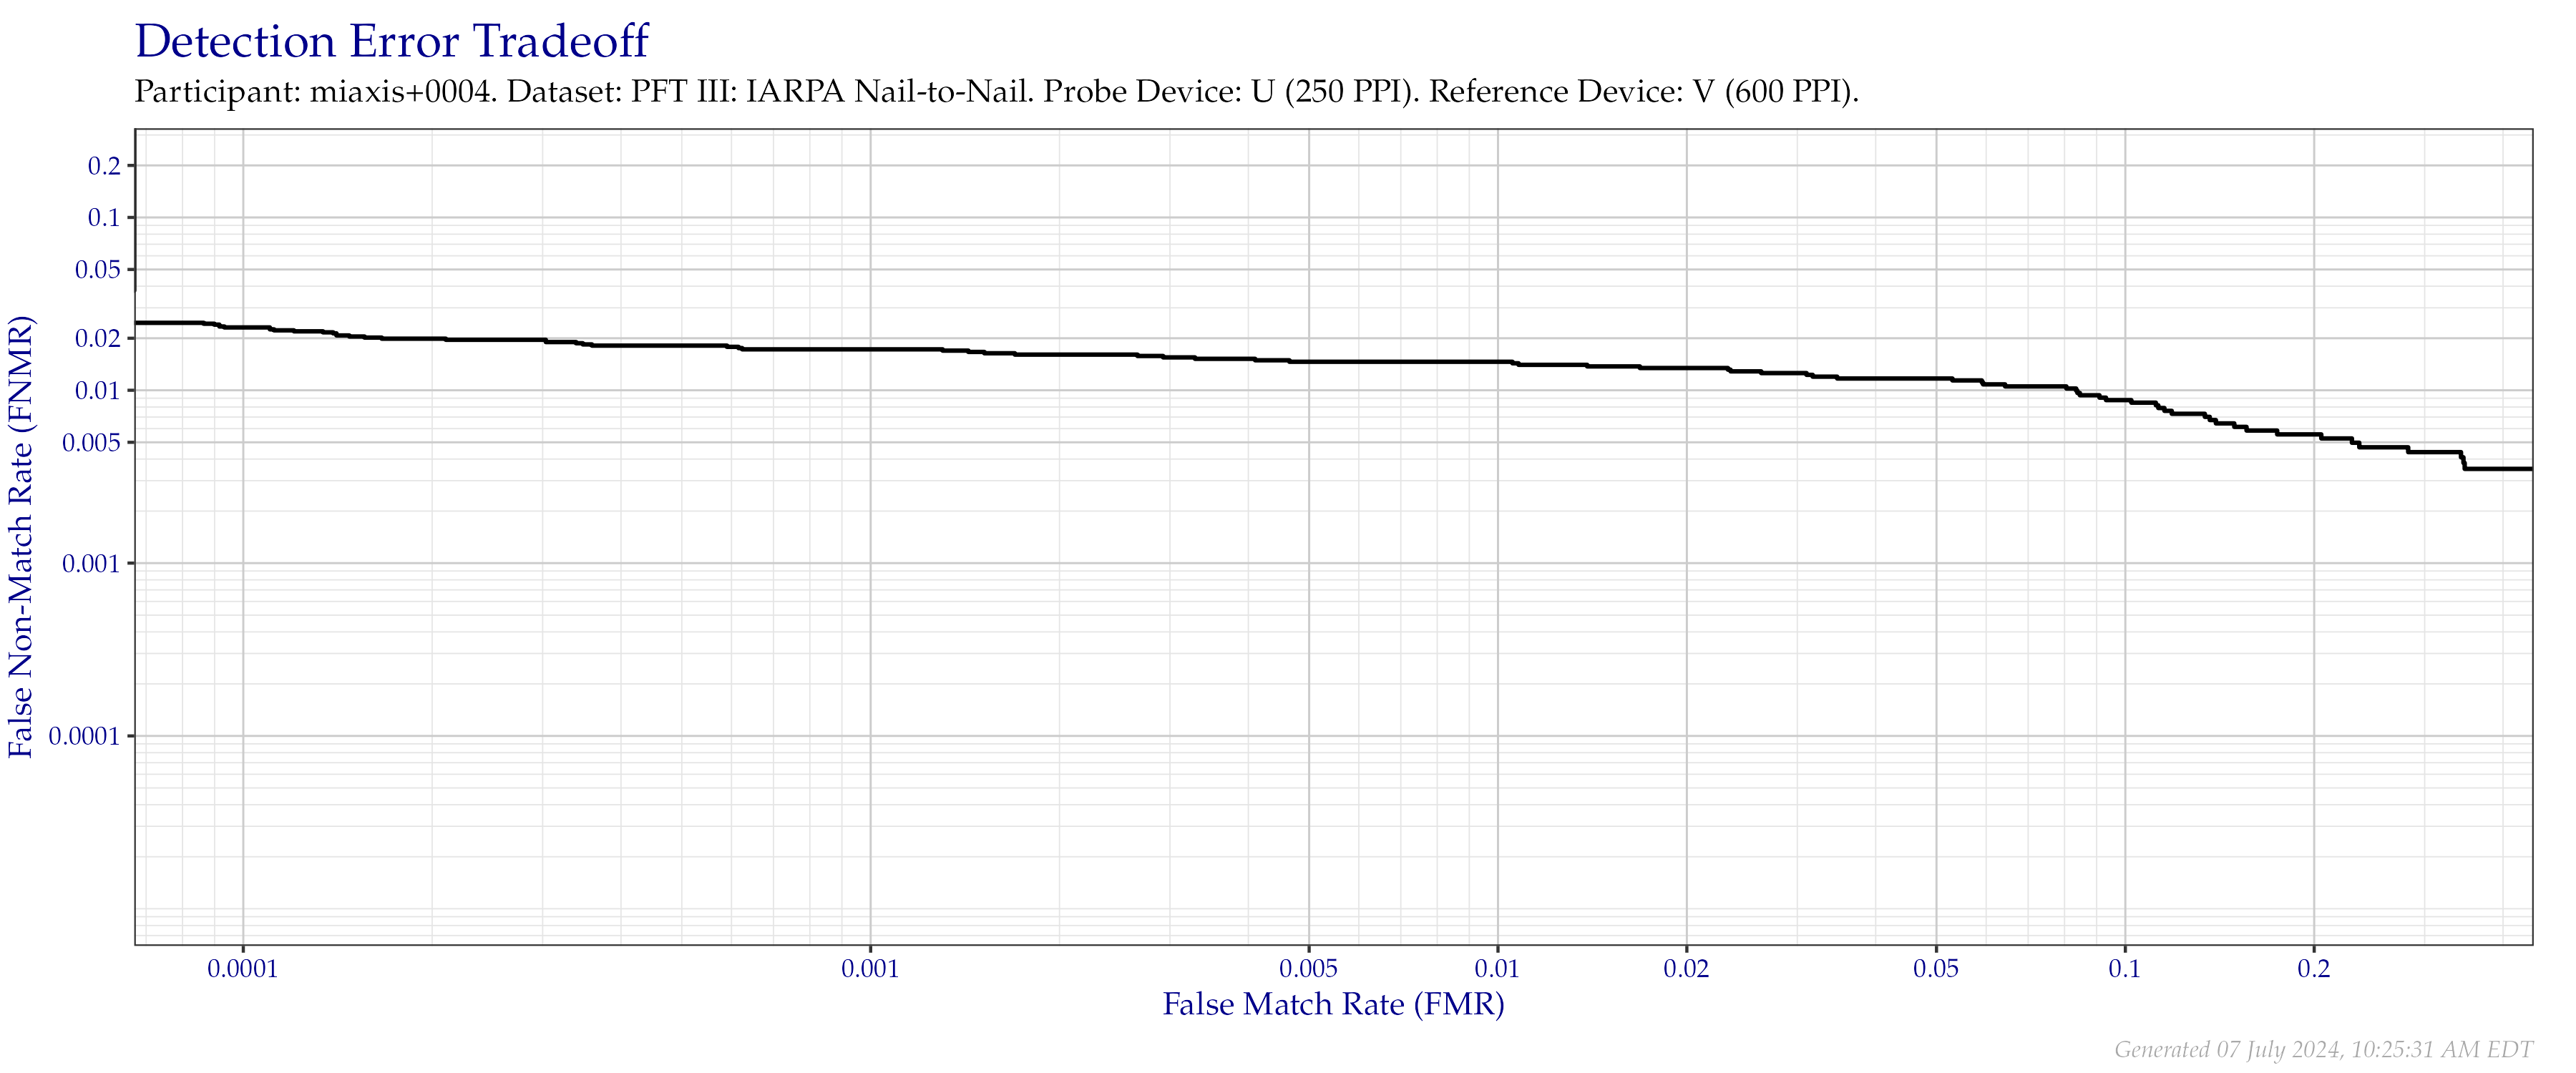 Detection Error Tradeoff
Participant: miaxis+0004. Dataset: PFT III: IARPA Nail-to-Nail. Probe Device: U (250 PPI). Reference Device: V (600 PPI).
False Non-Match Rate (FNMR)
0.2
0.1
0.05
0.02
0.01
0.005
0.001
0.0001
0.0001 0.001 0.005 0.01 0.02 0.05 0.1 0.2
False Match Rate (FMR)
Generated 07 July 2024, 10:25:31 AM EDT